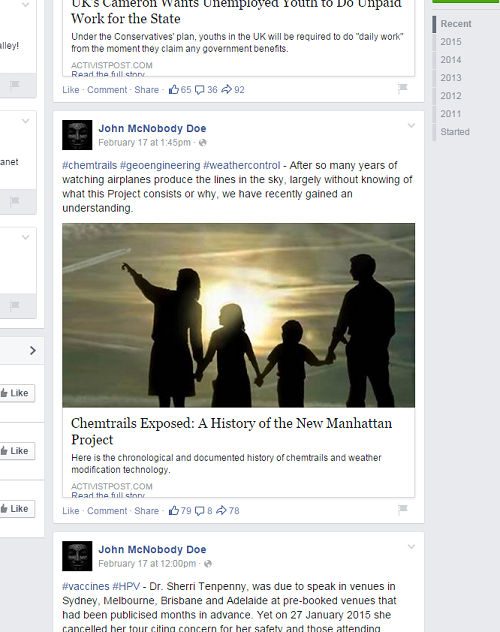 UK's Cameron Wants Unemployed Youth to Do Unpaid
Work for the State
Under the Conservatives' plan, youths in the UK will be required to do "daily work"
from the moment they claim any government benefits.
ACTIVISTPOST.COM
Read the full story
Like · Comment · Share · 65 36 92
John McNobody Doe
February 17 at 1:45pm ·
#chemtrails #geoengineering #weathercontrol - After so many years of
watching airplanes produce the lines in the sky, largely without knowing of
what this Project consists or why, we have recently gained an
understanding.
Chemtrails Exposed: A History of the New Manhattan
Project
Here is the chronological and documented history of chemtrails and weather
modification technology.
ACTIVISTPOST.COM
Read the full story
Like · Comment · Share · 79 8 78
John McNobody Doe
February 17 at 12:00pm ·
#vaccines #HPV - Dr. Sherri Tenpenny, was due to speak in venues in
Sydney, Melbourne, Brisbane and Adelaide at pre-booked venues that
had been publicised months in advance. Yet on 27 January 2015 she
cancelled her tour citing concern for her safety and those attending
Recent
2015
2014
2013
2012
2011
Started
alley!
anet
Like
Like
Like